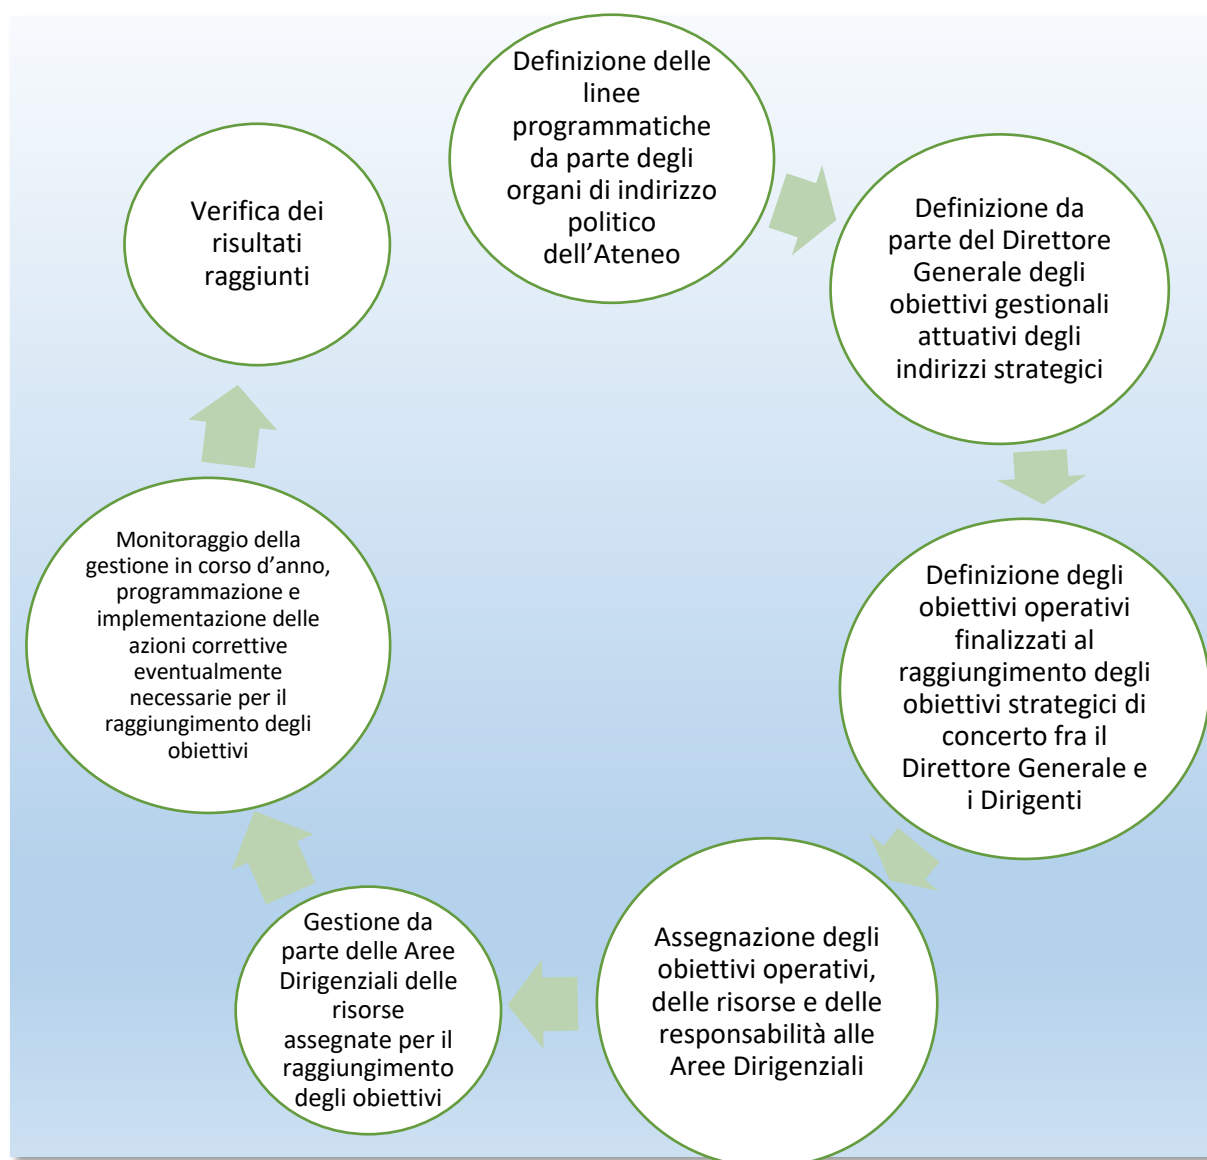 Definizione delle
linee
programmatiche
da parte degli
organi di indirizzo
politico
dell’Ateneo
Definizione da
parte del Direttore
Generale degli
obiettivi gestionali
attuativi degli
indirizzi strategici
Definizione degli
obiettivi operativi
finalizzati al
raggiungimento degli
obiettivi strategici di
concerto fra il
Direttore Generale e
i Dirigenti
Assegnazione degli
obiettivi operativi,
delle risorse e delle
responsabilità alle
Aree Dirigenziali
Gestione da
parte delle Aree
Dirigenziali delle
risorse
assegnate per il
raggiungimento
degli obiettivi
Monitoraggio della
gestione in corso d’anno,
programmazione e
implementazione delle
azioni correttive
eventualmente
necessarie per il
raggiungimento degli
obiettivi
Verifica dei
risultati
raggiunti